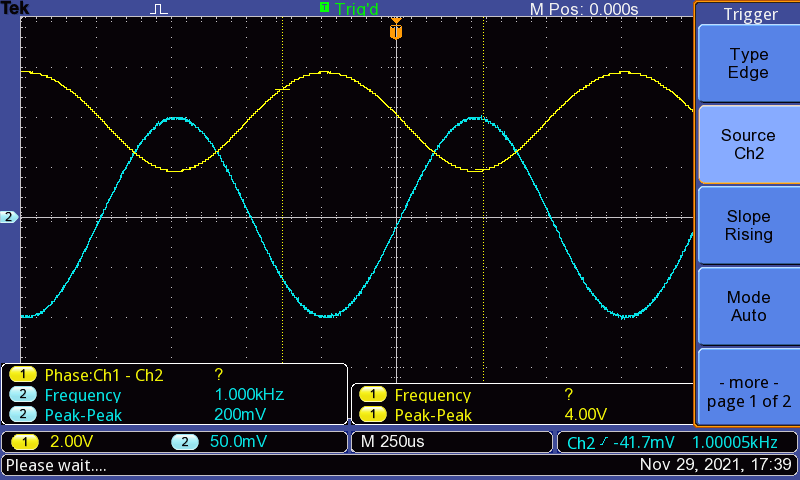 Tek Trig'd M Pos: 0.000s Trigger
T
T
Type
Edge
Source
Ch2
Slope
Rising
Mode
Auto
- more -
page 1 of 2
2
1 Phase:Ch1 - Ch2 ?
2 Frequency 1.000kHz
2 Peak-Peak 200mV
1 Frequency ?
1 Peak-Peak 4.00V
1 2.00V 2 50.0mV M 250us Ch2 -41.7mV 1.00005kHz
Please wait.... Nov 29, 2021, 17:39